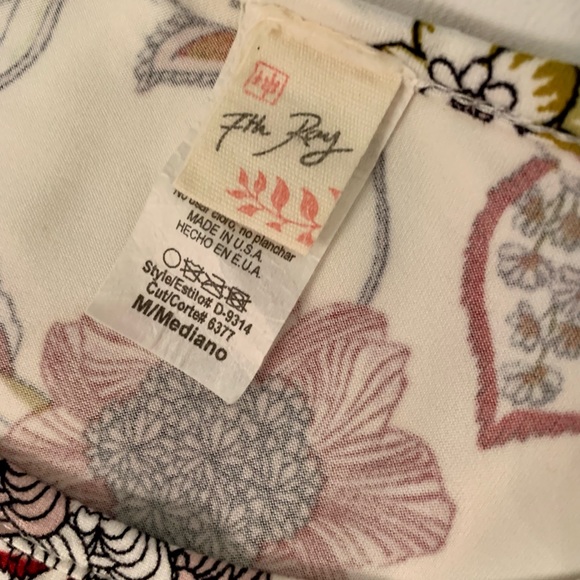 7th Ray
No usar cloro, no planchar
MADE IN U.S.A.
HECHO EN E.U.A.
Style/Estilo# D-9314
Cut/Corte# 6377
M/Mediano